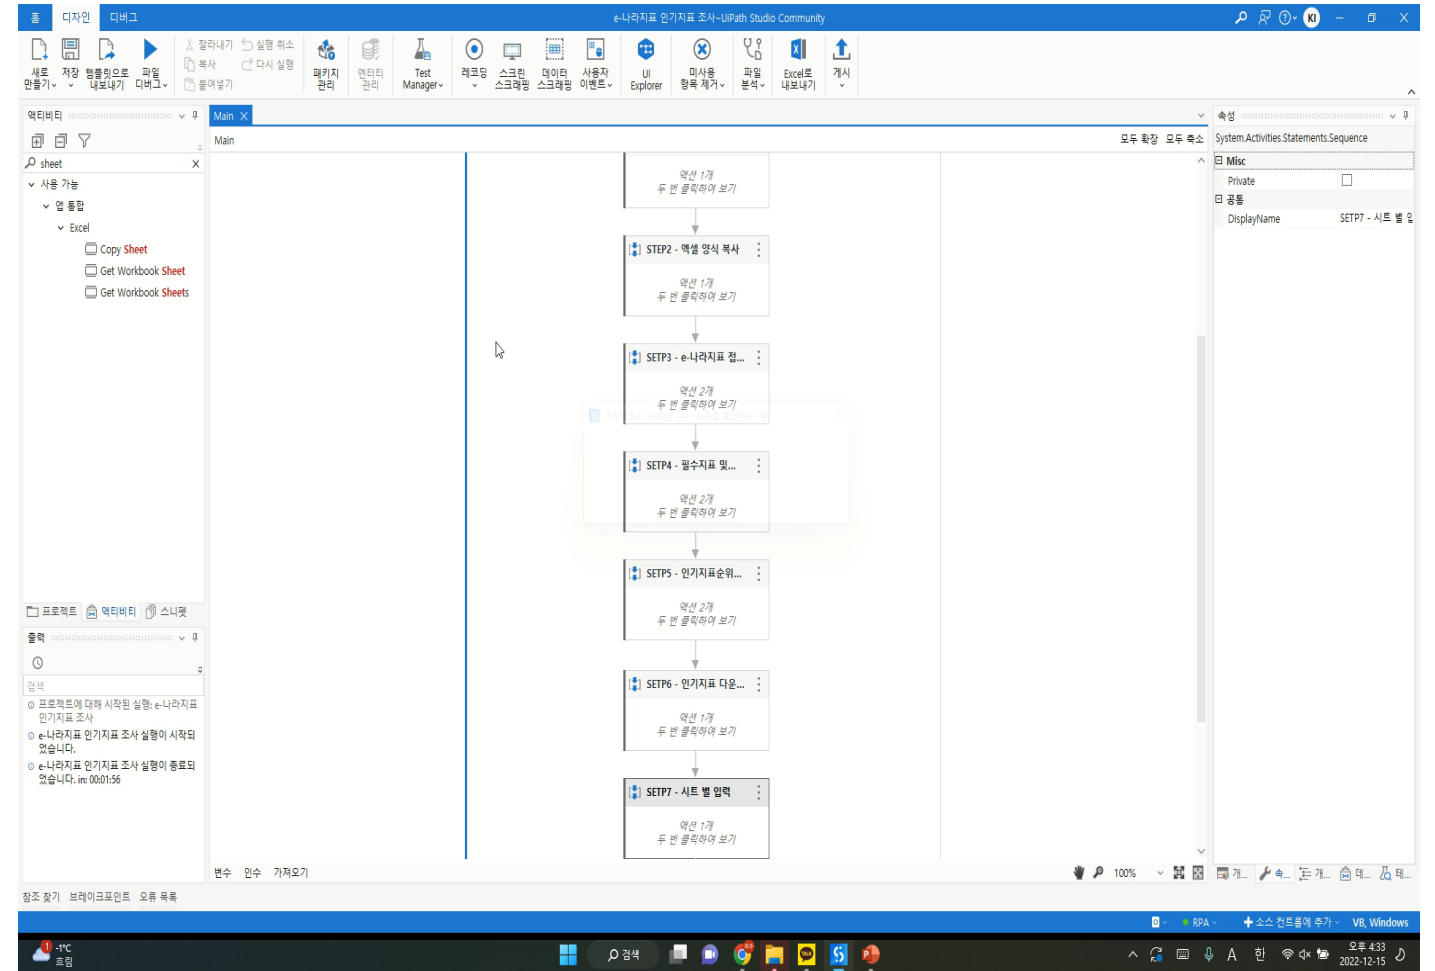 홈 디자인 디버그
e-나라지표 인기지표 조사~UiPath Studio Community
KI
새로 만들기
저장
템플릿으로 내보내기
파일 디버그
잘라내기 실행 취소
복사 다시 실행
붙여넣기
패키지 관리
엔터티 관리
Test Manager
레코딩
스크린 스크래핑
데이터 스크래핑
사용자 이벤트
UI Explorer
미사용 항목 제거
파일 분석
Excel로 내보내기
게시
액티비티
sheet
사용 가능
앱 통합
Excel
Copy Sheet
Get Workbook Sheet
Get Workbook Sheets
프로젝트 액티비티 스니펫
출력
검색
프로젝트에 대해 시작된 실행: e-나라지표
인기지표 조사
e-나라지표 인기지표 조사 실행이 시작되
었습니다.
e-나라지표 인기지표 조사 실행이 종료되
었습니다. in: 00:01:56
Main
Main
모두 확장 모두 축소
액션 1개
두 번 클릭하여 보기
STEP2 - 엑셀 양식 복사
액션 1개
두 번 클릭하여 보기
SETP3 - e-나라지표 접...
액션 2개
두 번 클릭하여 보기
SETP4 - 필수지표 및...
액션 2개
두 번 클릭하여 보기
SETP5 - 인기지표순위...
액션 2개
두 번 클릭하여 보기
SETP6 - 인기지표 다운...
액션 1개
두 번 클릭하여 보기
SETP7 - 시트 별 입력
액션 1개
두 번 클릭하여 보기
변수 인수 가져오기
100%
속성
System.Activities.Statements.Sequence
Misc
Private
공통
DisplayName SETP7 - 시트 별 입
개... 속... 개... 데... 테...
참조 찾기 브레이크포인트 오류 목록
0 RPA 소스 컨트롤에 추가 VB, Windows
1 -1°C
흐림
검색
A 한
오후 4:33
2022-12-15